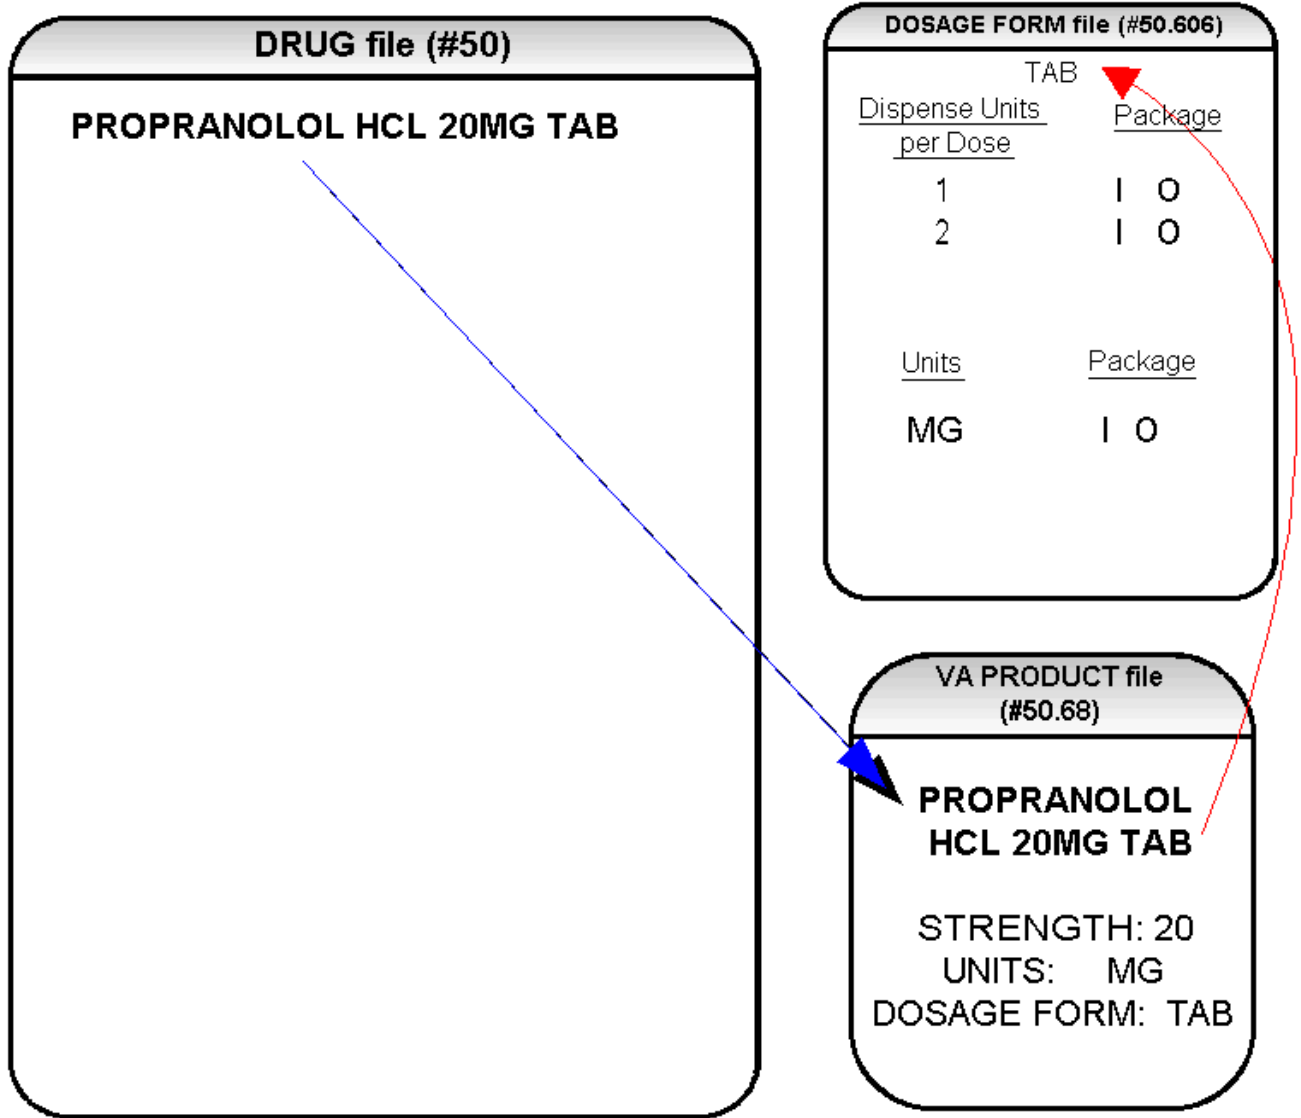 DRUG file (#50)
PROPRANOLOL HCL 20MG TAB
DOSAGE FORM file (#50.606)
TAB
Dispense Units per Dose Package
1 I O
2 I O
Units Package
MG I O
VA PRODUCT file
(#50.68)
PROPRANOLOL
HCL 20MG TAB
STRENGTH: 20
UNITS: MG
DOSAGE FORM: TAB